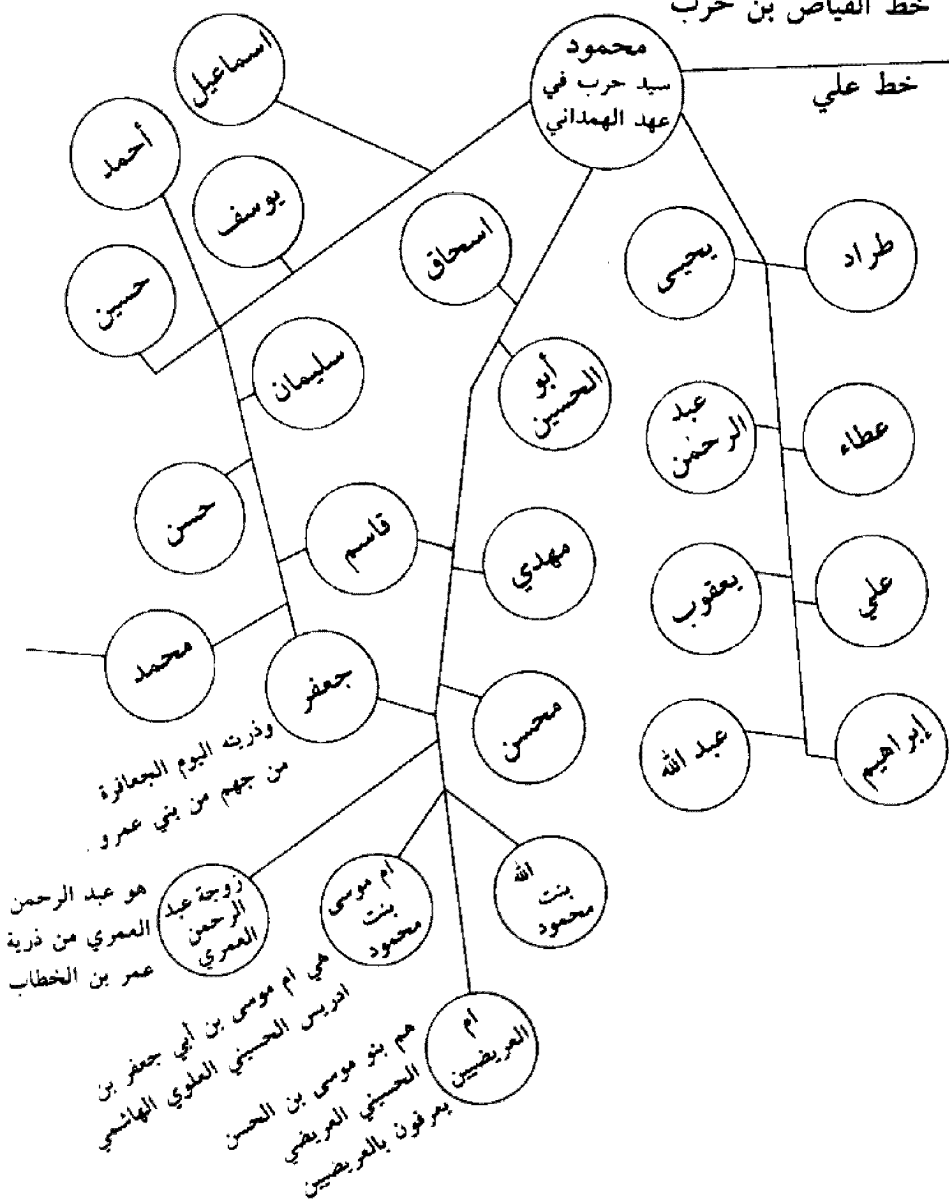 خط الفياض بن حرب
خط علي
محمود
سيد حرب في
عهد الهمداني
اسماعيل
أحمد
يوسف
حسين
اسحاق
يحيى
طراد
سليمان
أبو
الحسين
عبد
الرحمن
عطاء
حسن
قاسم
مهدي
يعقوب
علي
محمد
جعفر
محسن
عبد الله
إبراهيم
وذريته اليوم الجعافرة
من جهم من بني عمرو .
زوجة عبد
الرحمن
العمري
هو عبد الرحمن
العمري من ذرية
عمر بن الخطاب
ام موسى
بنت
محمود
هي ام موسى بن أبي جعفر بن
ادريس الحسيني العلوي الهاشمي
الله
بنت
محمود
ام
العريضيين
هم بنو موسى بن الحسن
الحسيني العريضي
يعرفون بالعريضيين